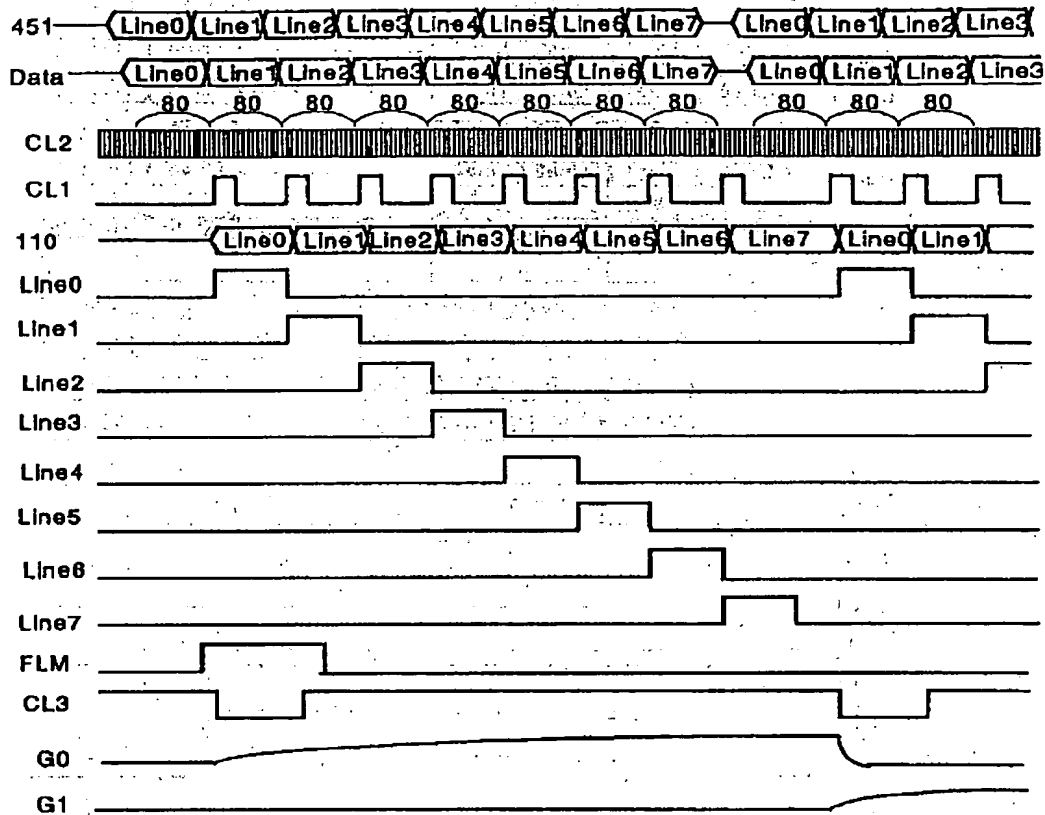 451 Line0 Line1 Line2 Line3 Line4 Line5 Line6 Line7 Line0 Line1 Line2 Line3
Data Line0 Line1 Line2 Line3 Line4 Line5 Line6 Line7 Line0 Line1 Line2 Line3
80 80 80 80 80 80 80 80 80 80 80
CL2
CL1
110 Line0 Line1 Line2 Line3 Line4 Line5 Line6 Line7 Line0 Line1
Line0
Line1
Line2
Line3
Line4
Line5
Line6
Line7
FLM
CL3
G0
G1